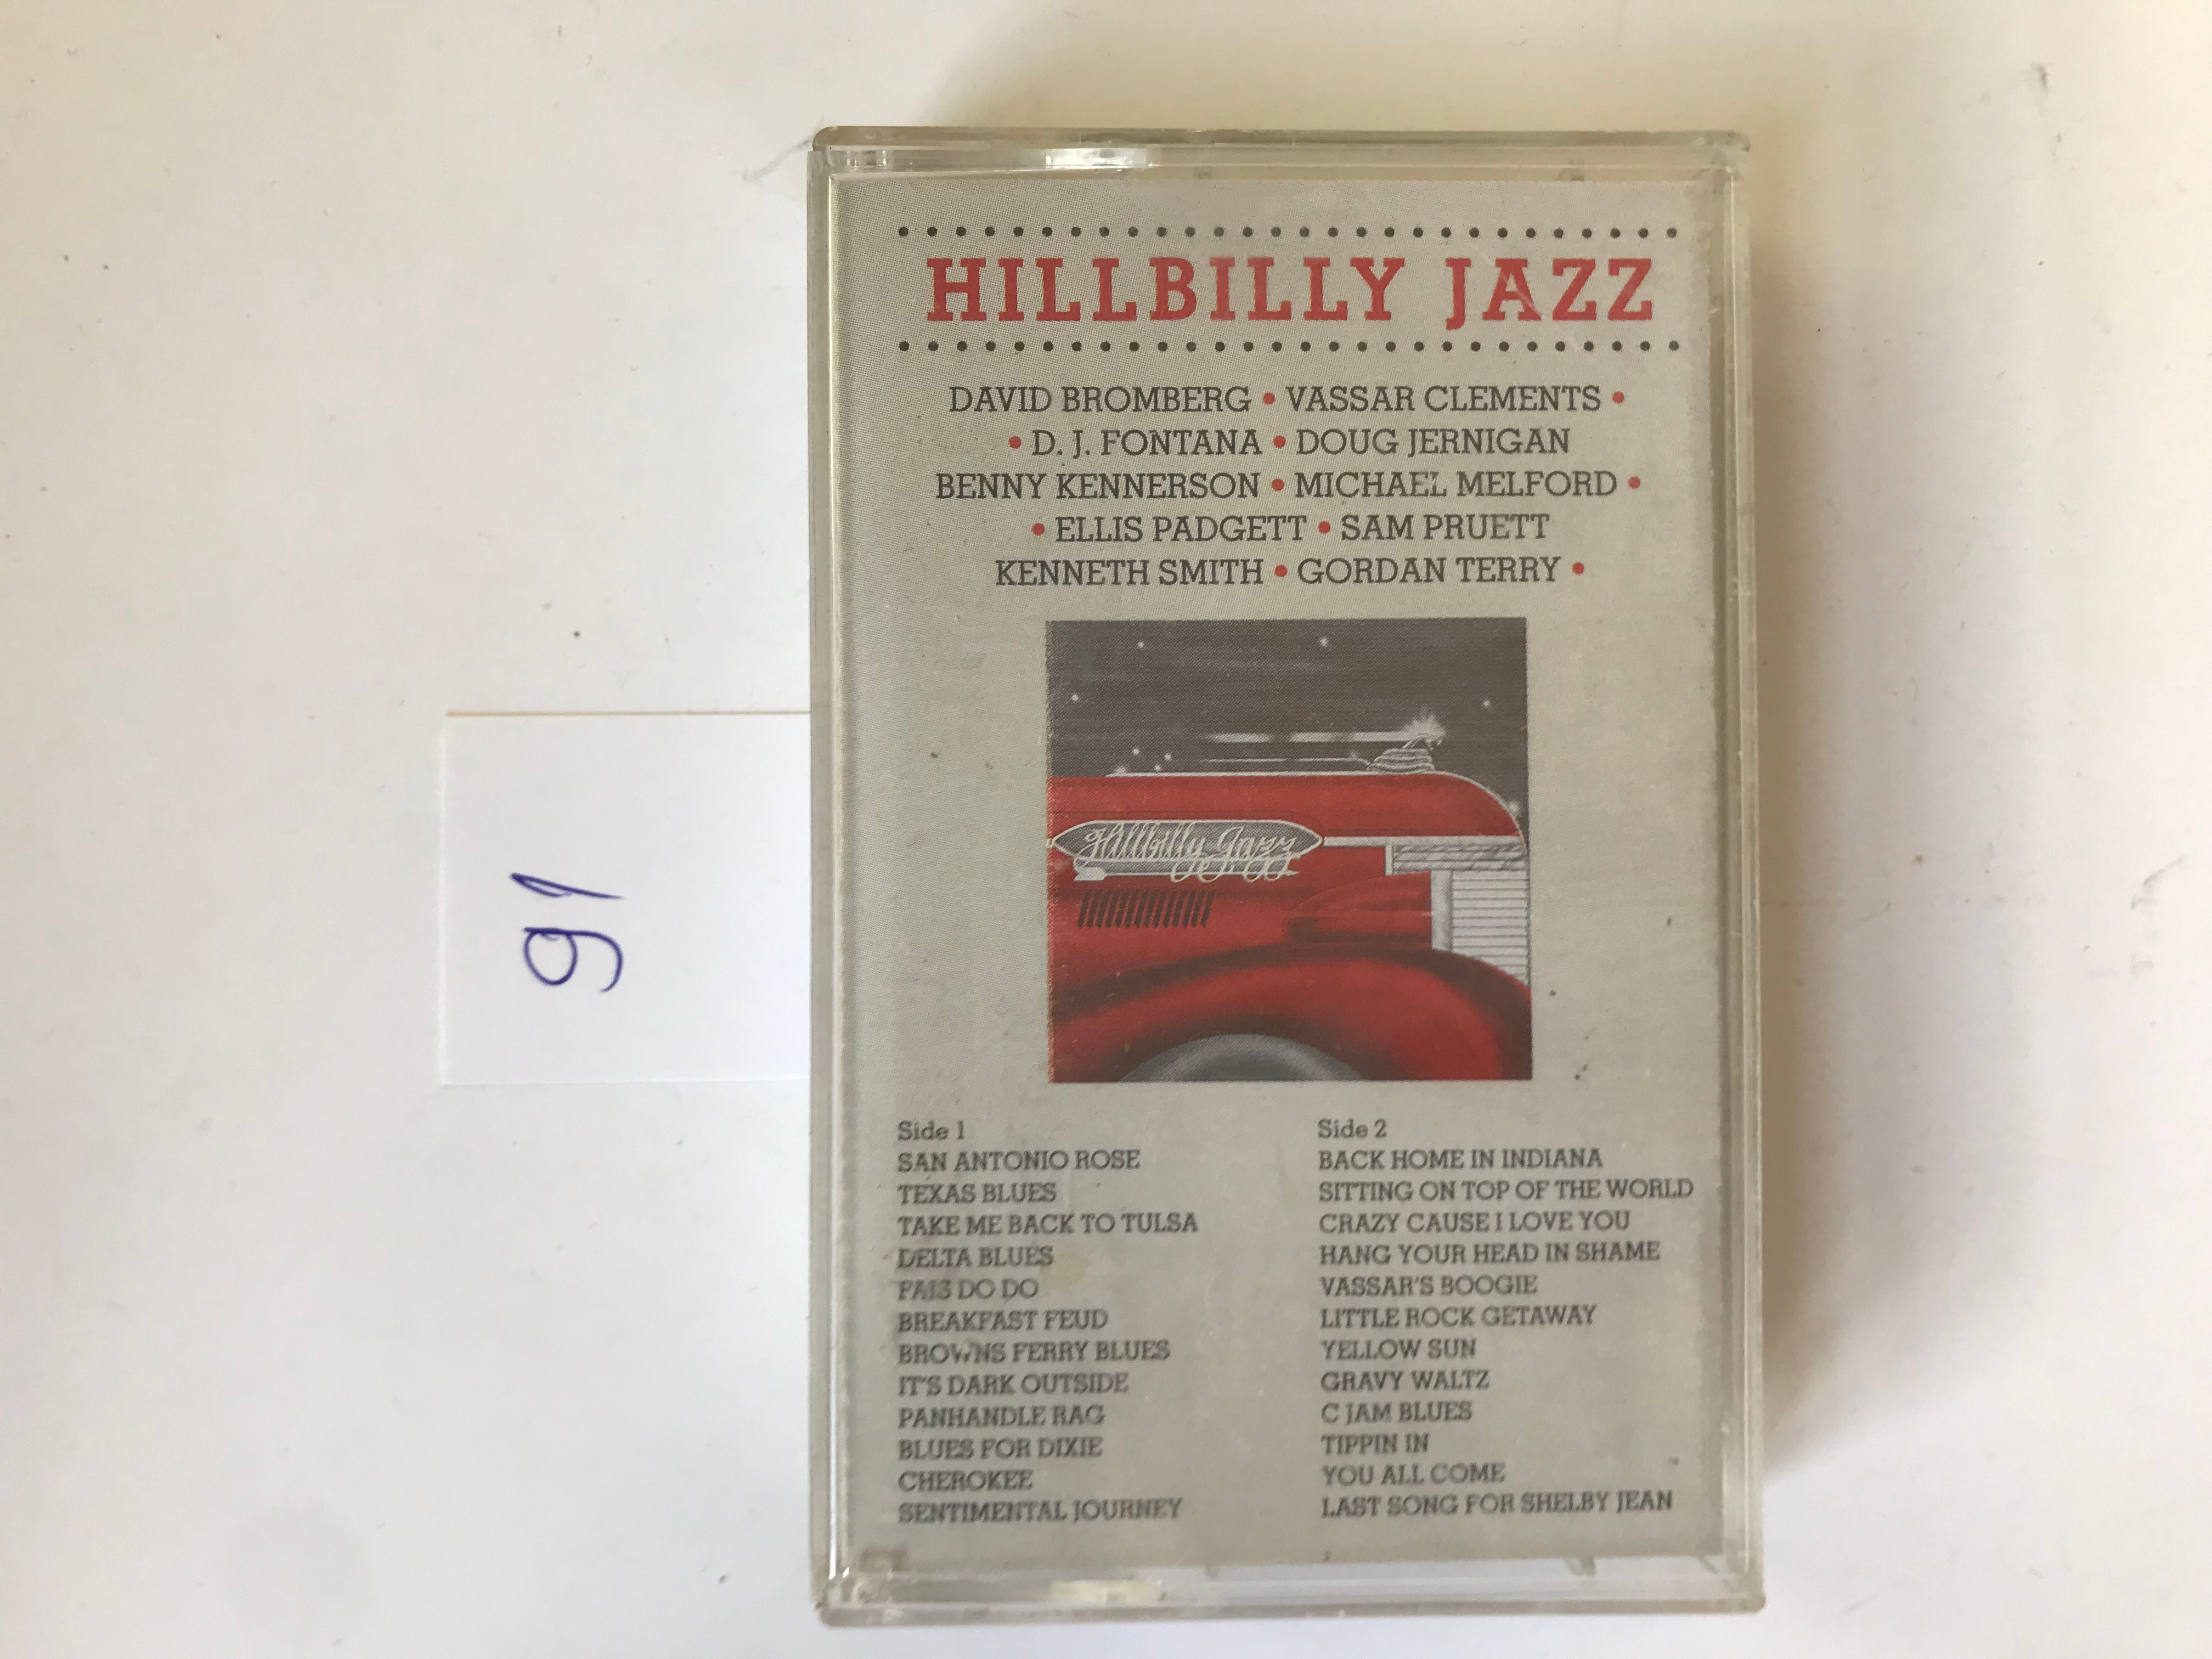 HILLBILLY JAZZ
DAVID BROMBERG • VASSAR CLEMENTS •
• D. J. FONTANA • DOUG JERNIGAN
BENNY KENNERSON • MICHAEL MELFORD •
• ELLIS PADGETT • SAM PRUETT
KENNETH SMITH • GORDAN TERRY •
Hillbilly Jazz
91
Side 1
SAN ANTONIO ROSE
TEXAS BLUES
TAKE ME BACK TO TULSA
DELTA BLUES
FAIS DO DO
BREAKFAST FEUD
BROWNS FERRY BLUES
IT'S DARK OUTSIDE
PANHANDLE RAG
BLUES FOR DIXIE
CHEROKEE
SENTIMENTAL JOURNEY
Side 2
BACK HOME IN INDIANA
SITTING ON TOP OF THE WORLD
CRAZY CAUSE I LOVE YOU
HANG YOUR HEAD IN SHAME
VASSAR'S BOOGIE
LITTLE ROCK GETAWAY
YELLOW SUN
GRAVY WALTZ
C JAM BLUES
TIPPIN IN
YOU ALL COME
LAST SONG FOR SHELBY JEAN